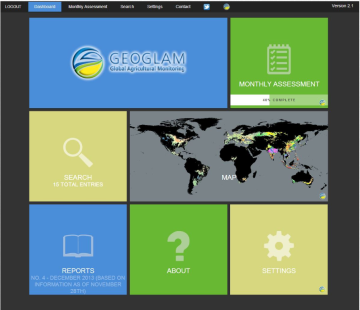 LOGOUT Dashboard Monthly Assessment Search Settings Contact Version 2.1
GEOGLAM
Global Agricultural Monitoring
MONTHLY ASSESSMENT
COMPLETE
SEARCH
15 TOTAL ENTRIES
MAP
REPORTS
NO. 4 - DECEMBER 2013 (BASED ON
INFORMATION AS OF NOVEMBER
28TH)
ABOUT
SETTINGS